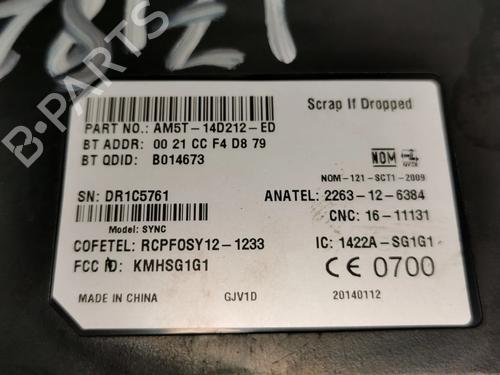 Scrap If Dropped
PART NO.: AM5T-14D212-ED
BT ADDR: 00 21 CC F4 D8 79
BT QDID: B014673
NOM
NOM-121-SCT1-2009
SN: DR1C5761
ANATEL: 2263-12-6384
Model: SYNC
CNC: 16-11131
COFETEL: RCPFOSY12-1233
IC: 1422A-SG1G1
FCC ID: KMHSG1G1
CE 0700
MADE IN CHINA
GJV1D
20140112
B-PARTS